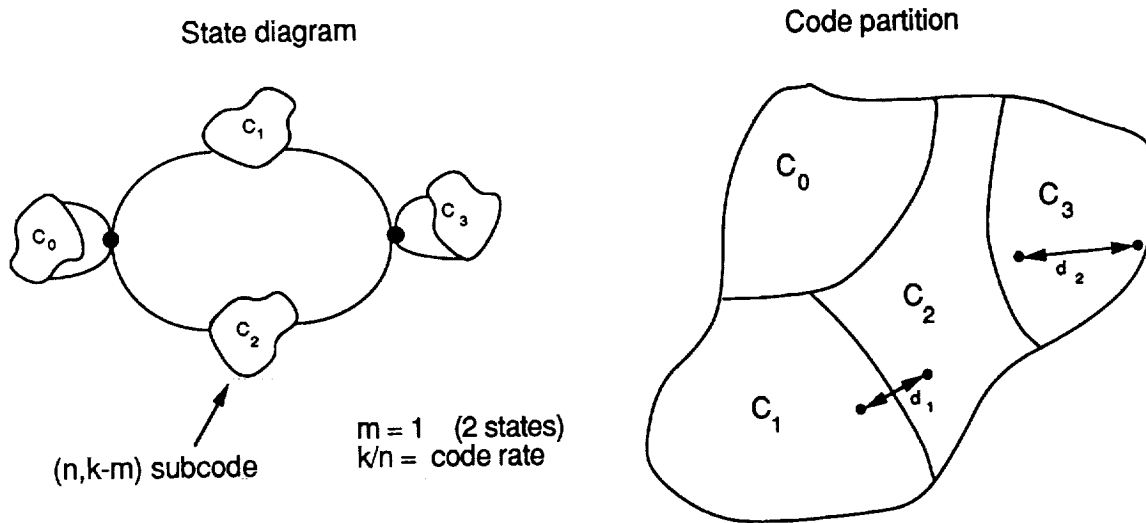 State diagram
C1
C0
C3
C2
(n,k-m) subcode
m = 1 (2 states)
k/n = code rate
Code partition
C0
C3
d2
C2
d1
C1